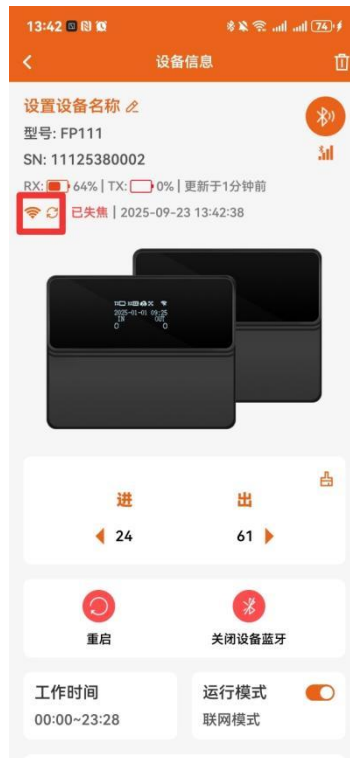 13:42 74
设备信息
设置设备名称
型号: FP111
SN: 11125380002
RX: 64% | TX: 0% | 更新于1分钟前
已失焦 | 2025-09-23 13:42:38
2025-01-01 09:25
IN OUT
0 0
进 出
24 61
重启 关闭设备蓝牙
工作时间 运行模式
00:00~23:28 联网模式